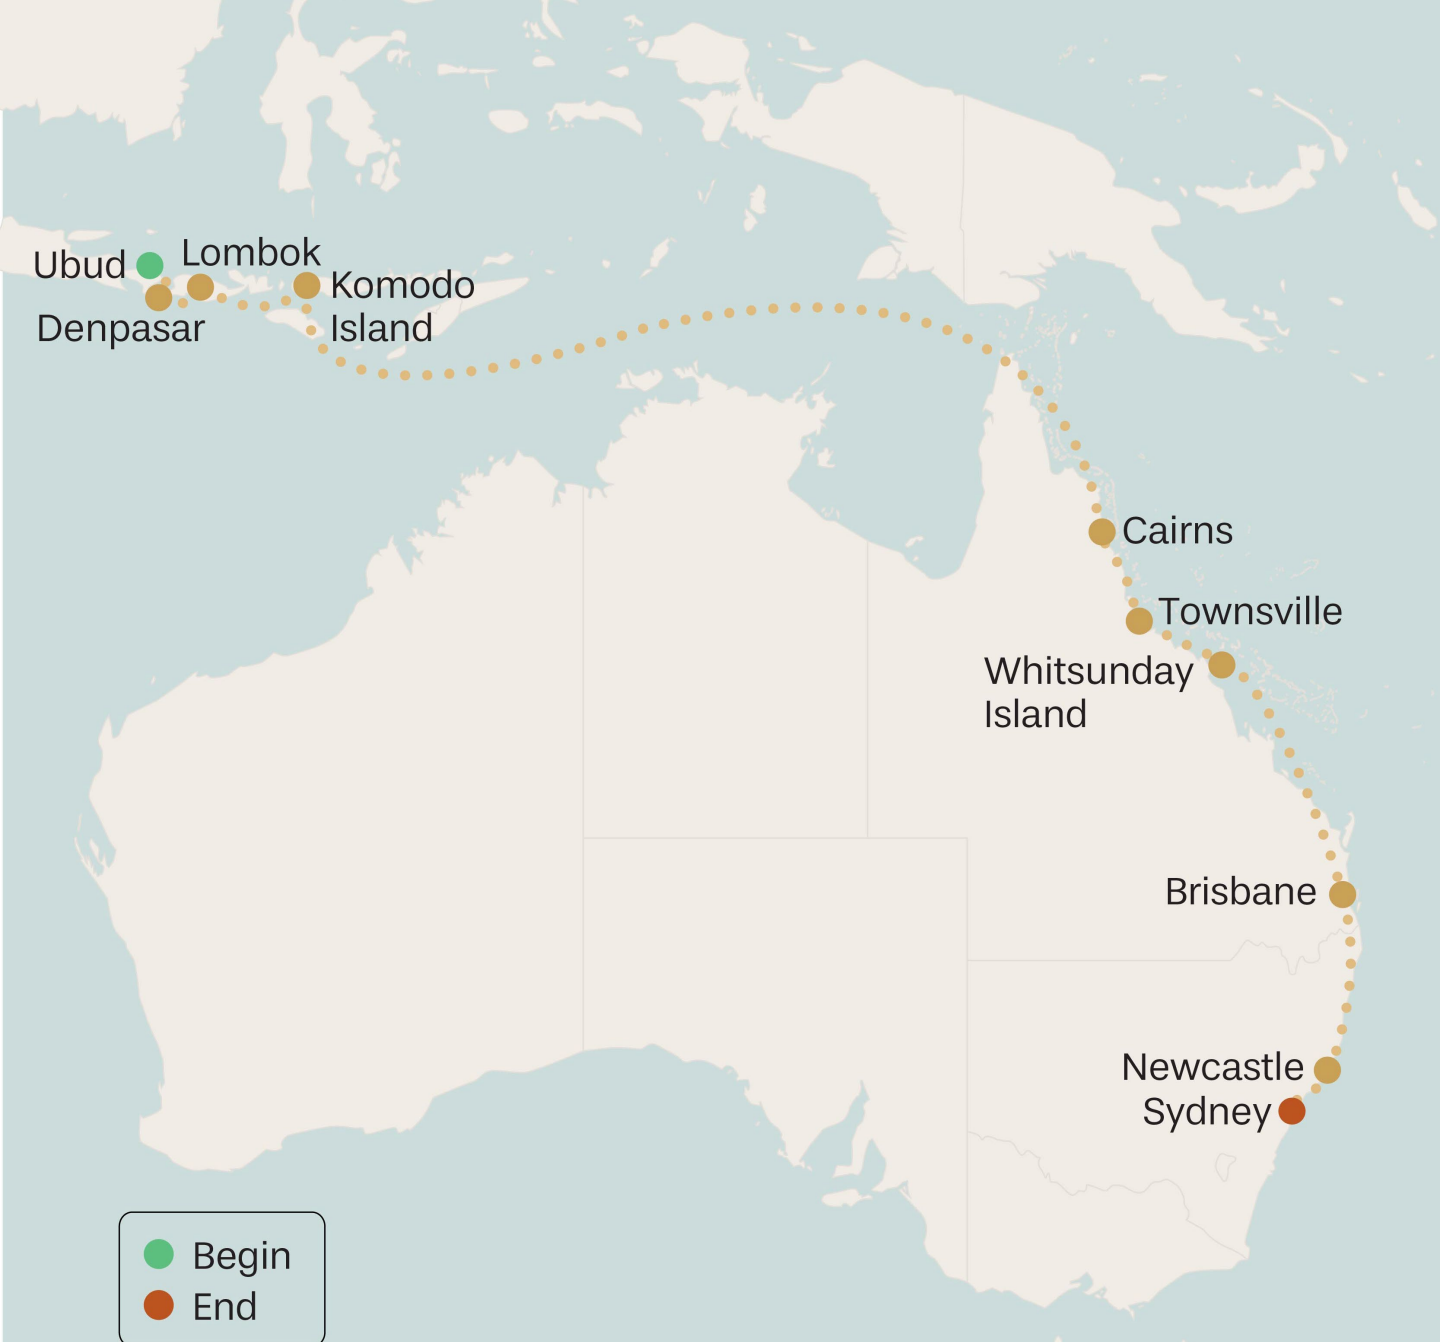 Ubud
Lombok
Komodo
Island
Denpasar
Cairns
Townsville
Whitsunday
Island
Brisbane
Newcastle
Sydney
Begin
End